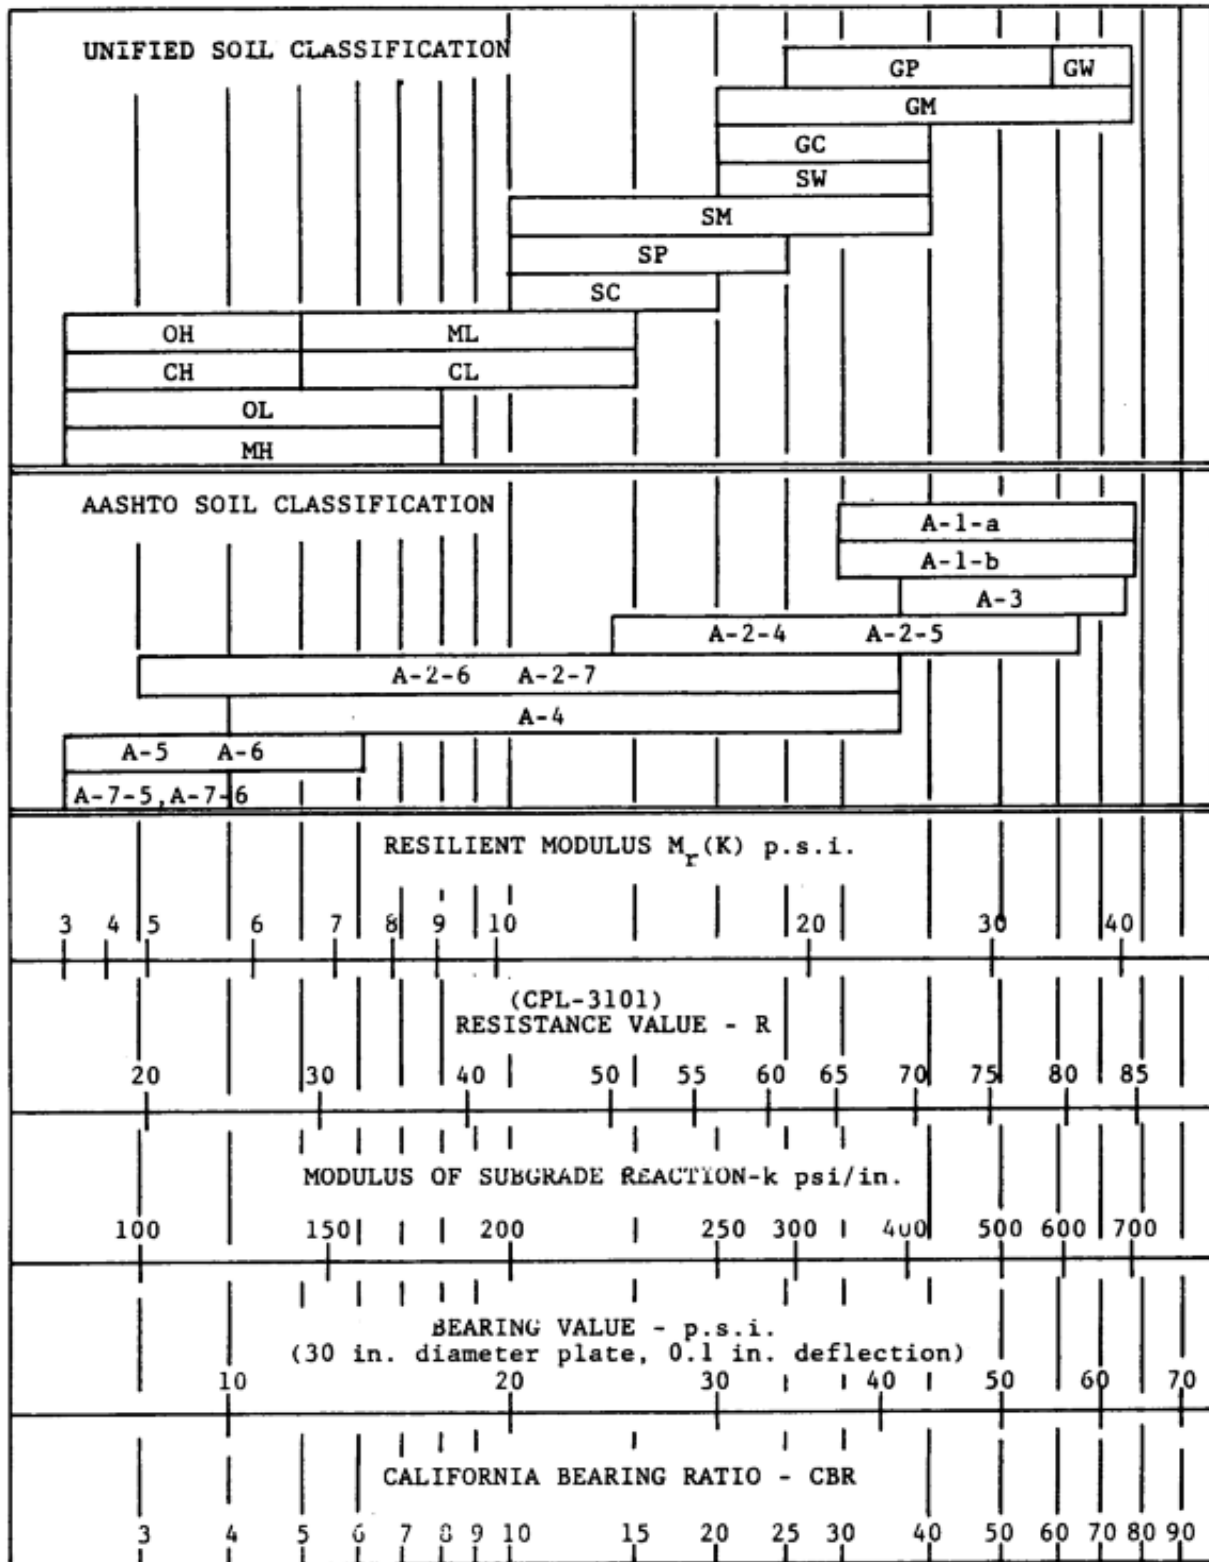 UNIFIED SOIL CLASSIFICATION
GP GW
GM
GC
SW
SM
SP
SC
OH ML
CH CL
OL
MH
AASHTO SOIL CLASSIFICATION
A-1-a
A-1-b
A-3
A-2-4 A-2-5
A-2-6 A-2-7
A-4
A-5 A-6
A-7-5,A-7-6
RESILIENT MODULUS Mr(K) p.s.i.
3 4 5 6 7 8 9 10 20 30 40
(CPL-3101)
RESISTANCE VALUE - R
20 30 40 50 55 60 65 70 75 80 85
MODULUS OF SUBGRADE REACTION-k psi/in.
100 150 200 250 300 400 500 600 700
BEARING VALUE - p.s.i.
(30 in. diameter plate, 0.1 in. deflection)
10 20 30 40 50 60 70
CALIFORNIA BEARING RATIO - CBR
3 4 5 6 7 8 9 10 15 20 25 30 40 50 60 70 80 90